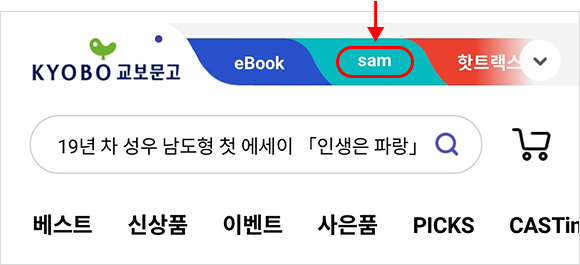 KYOBO 교보문고 eBook sam 핫트랙스
19년 차 성우 남도형 첫 에세이 「인생은 파랑」
베스트 신상품 이벤트 사은품 PICKS CASTin